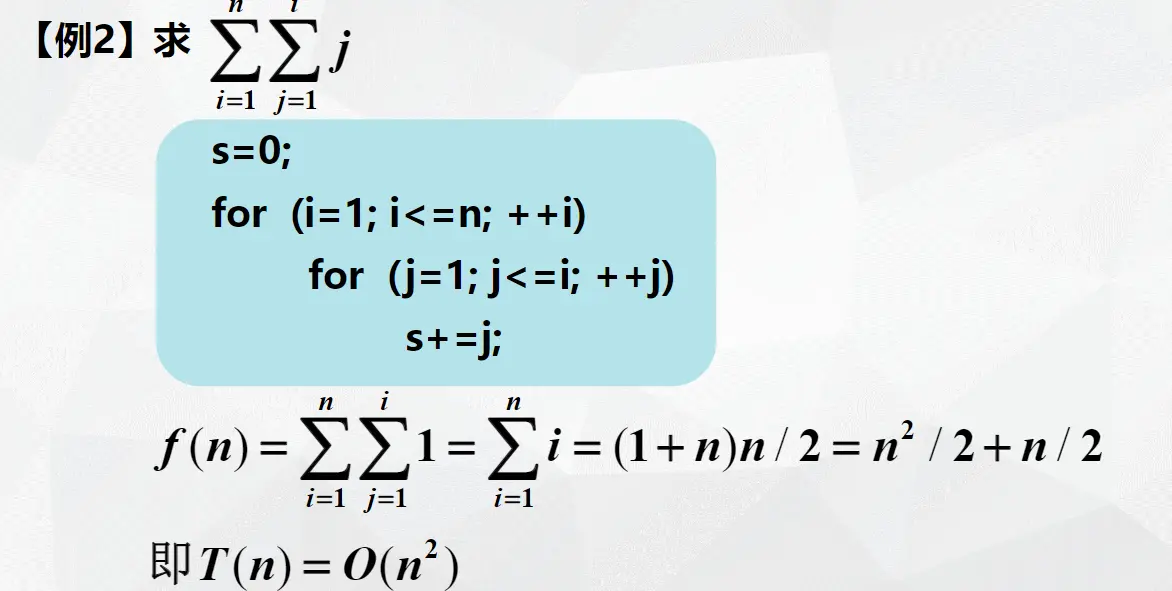 【例2】求 $\sum_{i=1}^{n}\sum_{j=1}^{i} j$
s=0;
for (i=1; i<=n; ++i)
for (j=1; j<=i; ++j)
s+=j;
$f(n)=\sum_{i=1}^{n}\sum_{j=1}^{i}1=\sum_{i=1}^{n}i=(1+n)n/2=n^2/2+n/2$
即$T(n)=O(n^2)$